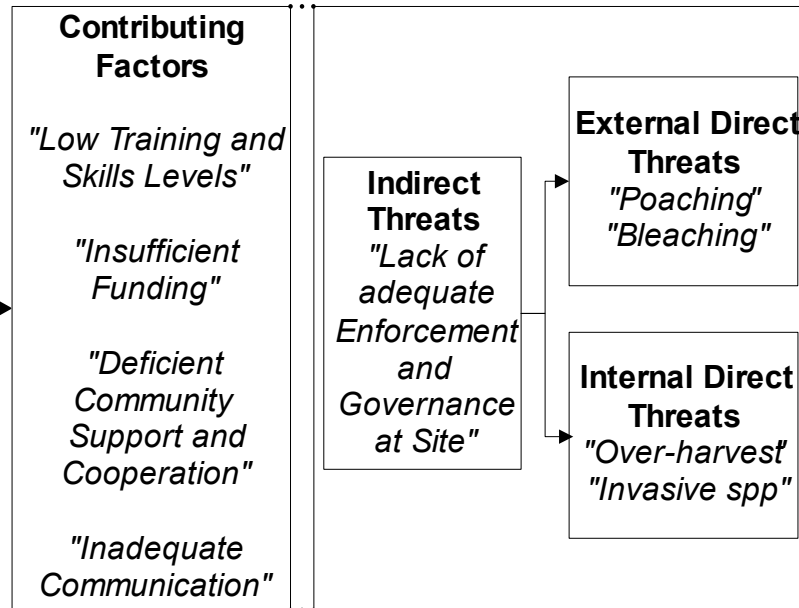 Contributing
Factors
"Low Training and
Skills Levels"
"Insufficient
Funding"
"Deficient
Community
Support and
Cooperation"
"Inadequate
Communication"
Indirect
Threats
"Lack of
adequate
Enforcement
and
Governance
at Site"
External Direct
Threats
"Poaching"
"Bleaching"
Internal Direct
Threats
"Over-harvest"
"Invasive spp"